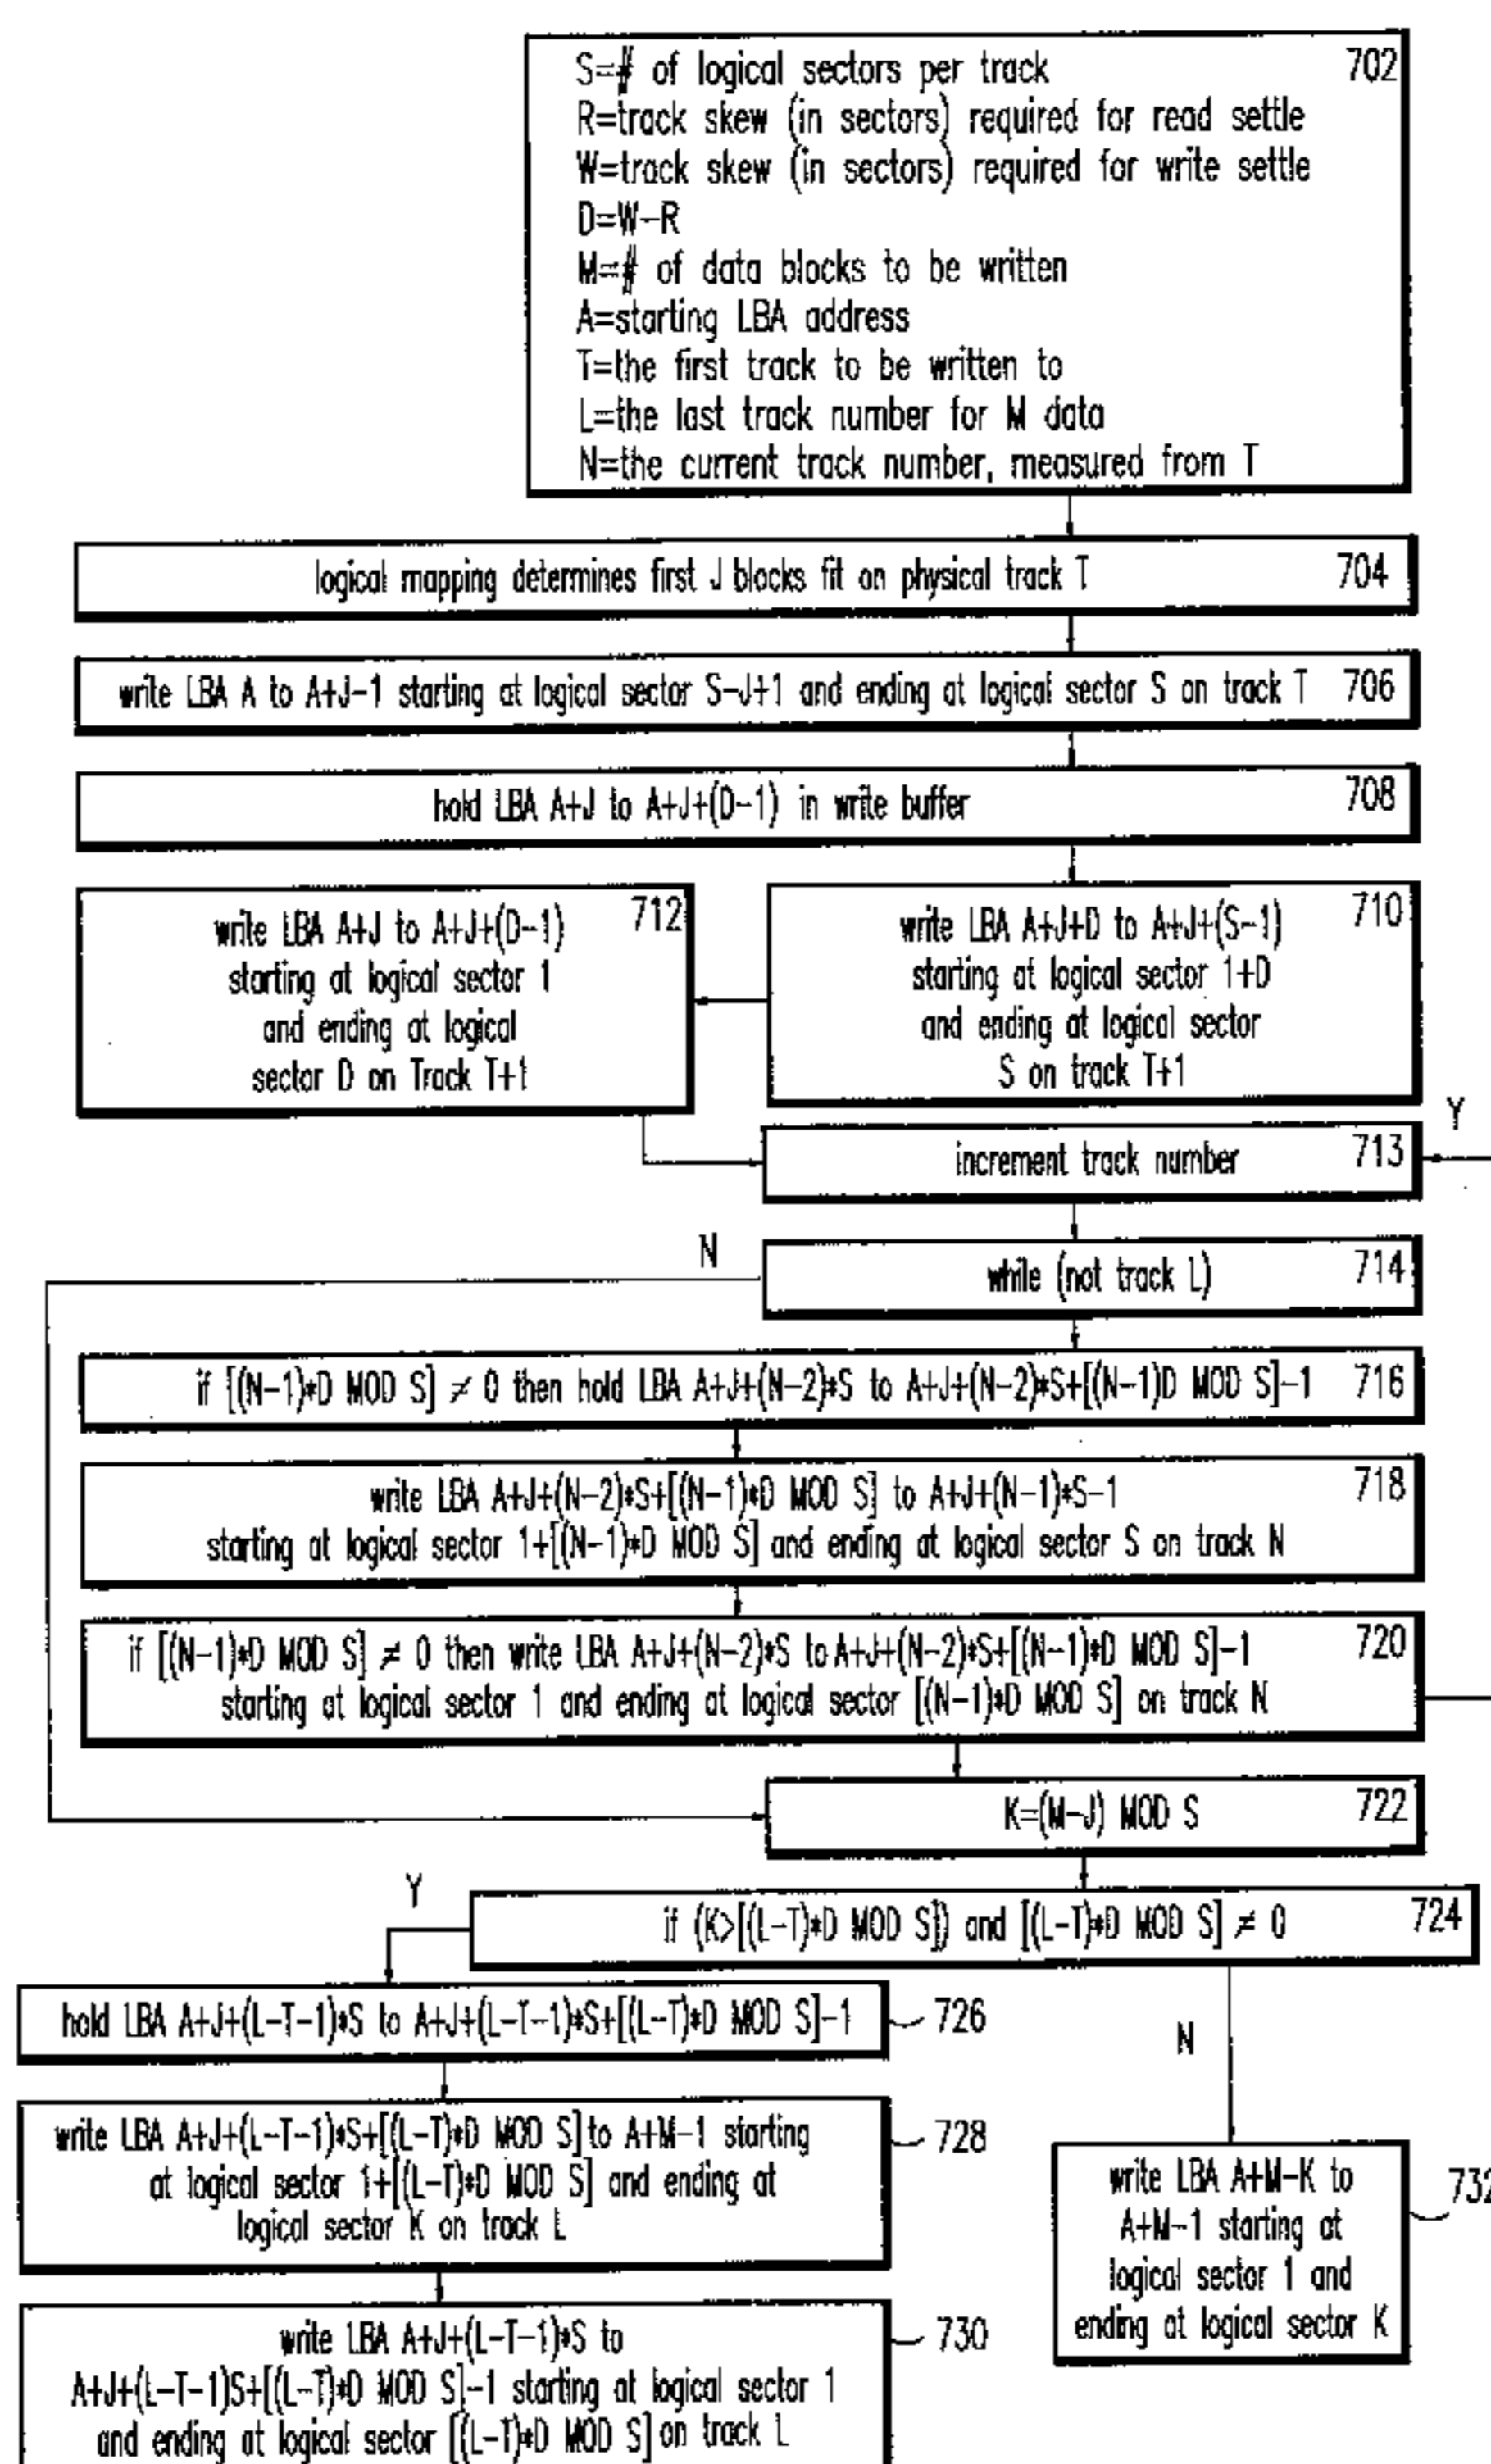 S=# of logical sectors per track 702
R=track skew (in sectors) required for read settle
W=track skew (in sectors) required for write settle
D=W-R
M=# of data blocks to be written
A=starting LBA address
T=the first track to be written to
L=the last track number for M data
N=the current track number, measured from T
logical mapping determines first J blocks fit on physical track T 704
write LBA A to A+J-1 starting at logical sector S-J+1 and ending at logical sector S on track T 706
hold LBA A+J to A+J+(D-1) in write buffer 708
write LBA A+J+D to A+J+(S-1) 710
starting at logical sector 1+D
and ending at logical sector
S on track T+1
write LBA A+J to A+J+(D-1) 712
starting at logical sector 1
and ending at logical
sector D on Track T+1
Y
increment track number 713
N
while (not track L) 714
if [(N-1)*D MOD S] ≠ 0 then hold LBA A+J+(N-2)*S to A+J+(N-2)*S+[(N-1)D MOD S]-1 716
write LBA A+J+(N-2)*S+[(N-1)*D MOD S] to A+J+(N-1)*S-1 718
starting at logical sector 1+[(N-1)*D MOD S] and ending at logical sector S on track N
if [(N-1)*D MOD S] ≠ 0 then write LBA A+J+(N-2)*S to A+J+(N-2)*S+[(N-1)*D MOD S]-1 720
starting at logical sector 1 and ending at logical sector [(N-1)*D MOD S] on track N
K=(M-J) MOD S 722
Y
if (K>[(L-T)*D MOD S]) and [(L-T)*D MOD S] ≠ 0 724
hold LBA A+J+(L-T-1)*S to A+J+(L-T-1)*S+[(L-T)*D MOD S]-1 726
N
write LBA A+J+(L-T-1)*S+[(L-T)*D MOD S] to A+M-1 starting 728
at logical sector 1+[(L-T)*D MOD S] and ending at
logical sector K on track L
write LBA A+M-K to 732
A+M-1 starting at
logical sector 1 and
ending at logical sector K
write LBA A+J+(L-T-1)*S to 730
A+J+(L-T-1)S+[(L-T)*D MOD S]-1 starting at logical sector 1
and ending at logical sector [(L-T)*D MOD S] on track L